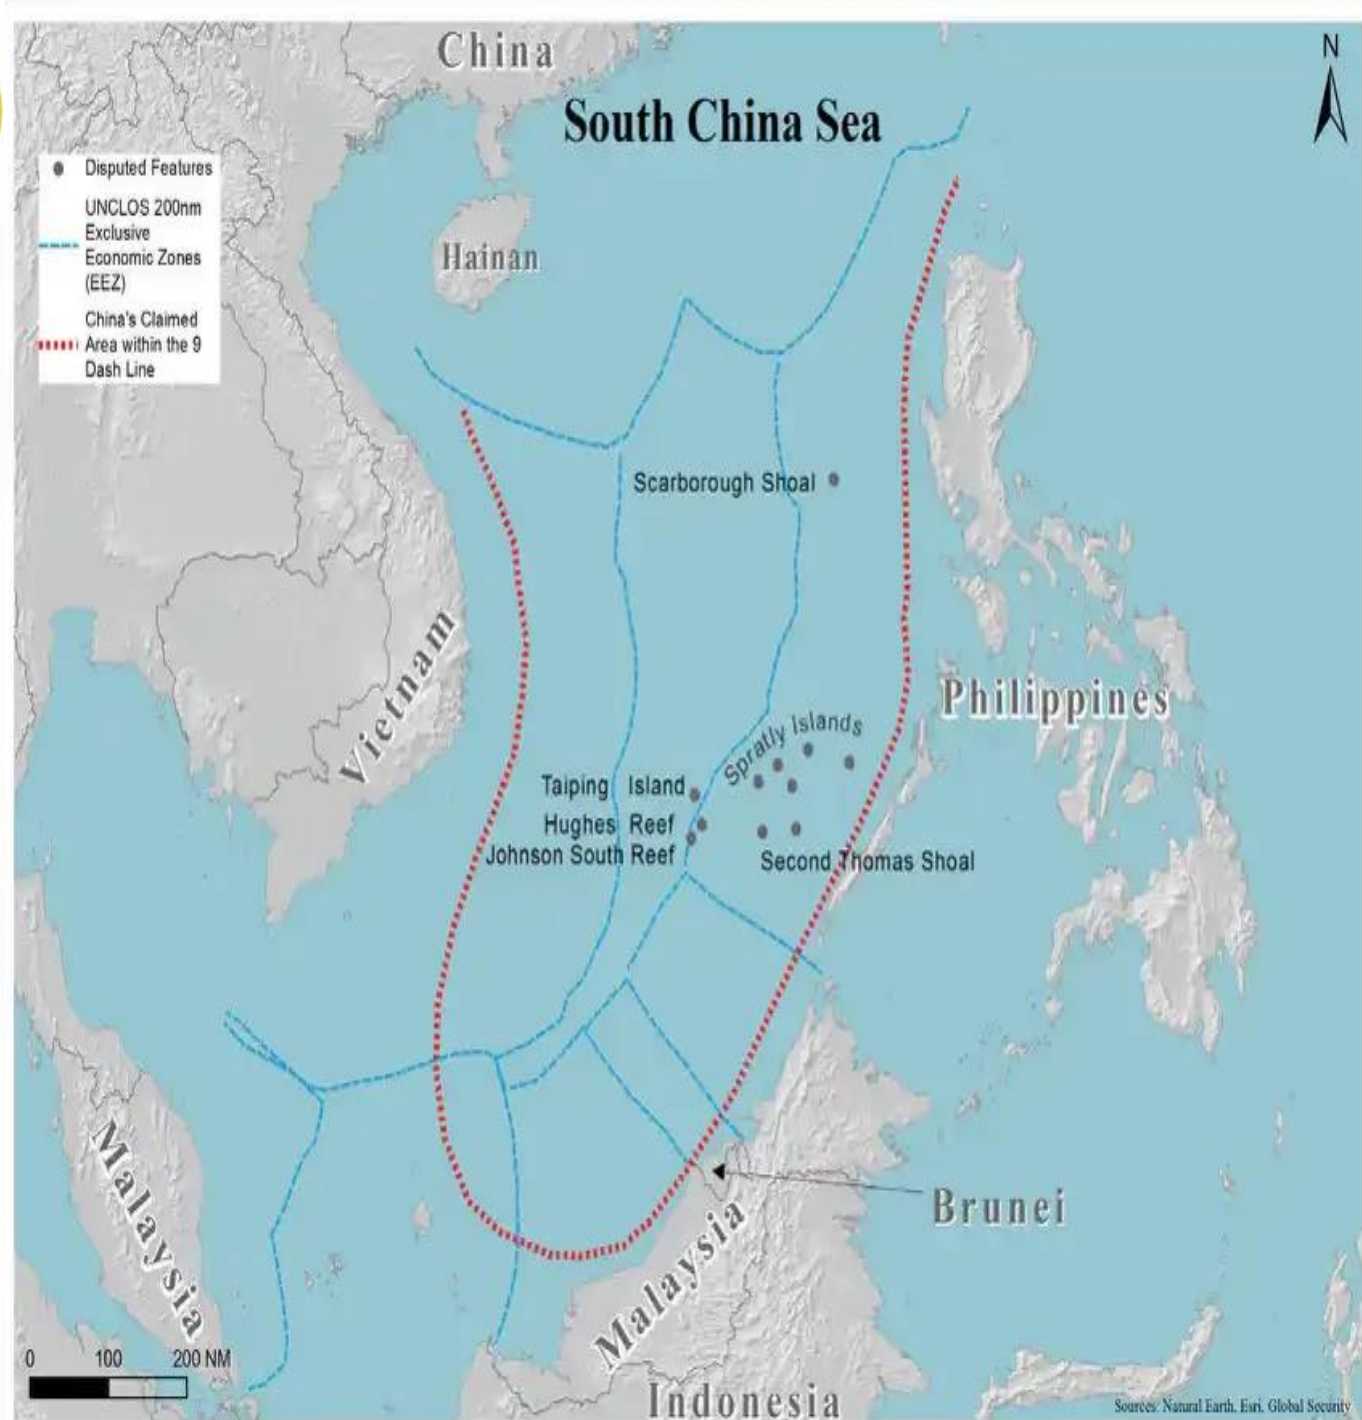 China
South China Sea
N
Disputed Features
UNCLOS 200nm
Exclusive
Economic Zones
(EEZ)
China's Claimed
Area within the 9
Dash Line
Hainan
Scarborough Shoal
Vietnam
Philippines
Spratly Islands
Taiping Island
Hughes Reef
Johnson South Reef
Second Thomas Shoal
Malaysia
Brunei
Malaysia
0 100 200 NM
Indonesia
Sources: Natural Earth, Esri, Global Security